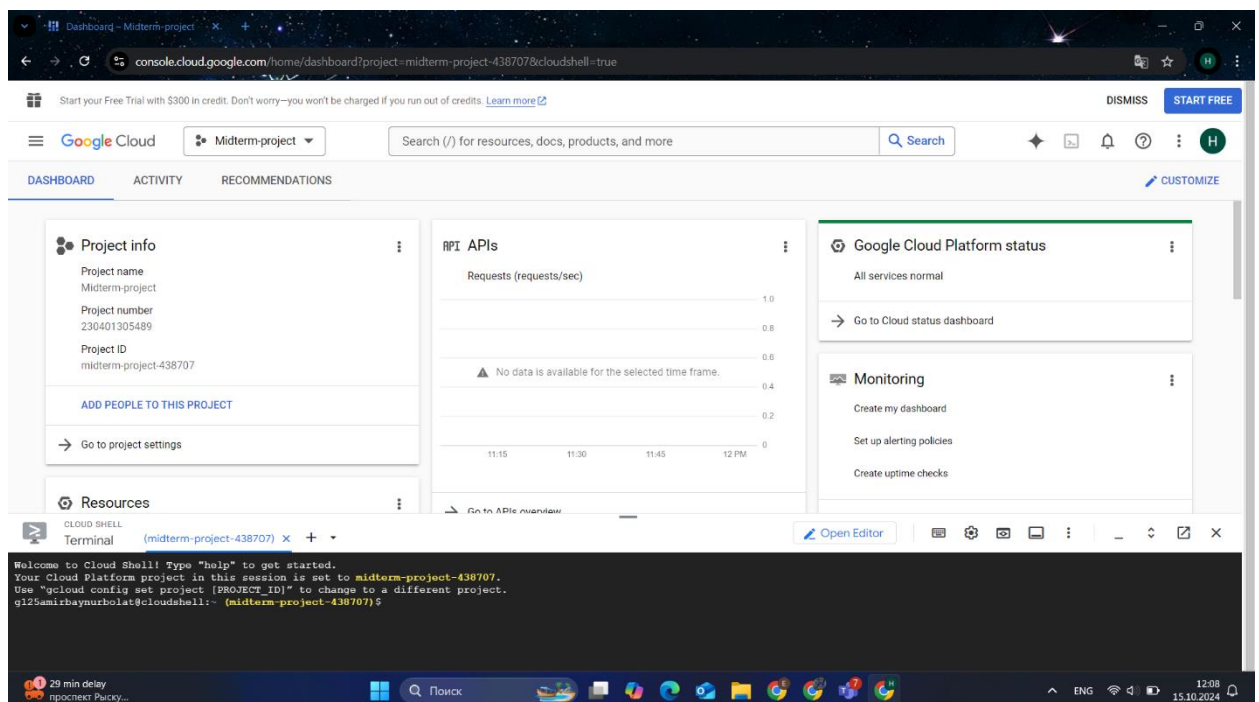 Dashboard – Midterm-project
console.cloud.google.com/home/dashboard?project=midterm-project-438707&cloudshell=true
H
Start your Free Trial with $300 in credit. Don't worry—you won't be charged if you run out of credits. Learn more
DISMISS
START FREE
Google Cloud
Midterm-project
Search (/) for resources, docs, products, and more
Search
H
DASHBOARD
ACTIVITY
RECOMMENDATIONS
CUSTOMIZE
Project info
Project name
Midterm-project
Project number
230401305489
Project ID
midterm-project-438707
ADD PEOPLE TO THIS PROJECT
Go to project settings
Resources
API APIs
Requests (requests/sec)
1.0
0.8
0.6
No data is available for the selected time frame.
0.4
0.2
0
11:15 11:30 11:45 12 PM
Go to APIs overview
Google Cloud Platform status
All services normal
Go to Cloud status dashboard
Monitoring
Create my dashboard
Set up alerting policies
Create uptime checks
CLOUD SHELL
Terminal
(midterm-project-438707)
Open Editor
Welcome to Cloud Shell! Type "help" to get started.
Your Cloud Platform project in this session is set to midterm-project-438707.
Use "gcloud config set project [PROJECT_ID]" to change to a different project.
g125amirbaynurbolat@cloudshell:~ (midterm-project-438707)$
1
29 min delay
проспект Рыску...
Поиск
7
ENG
12:08
15.10.2024